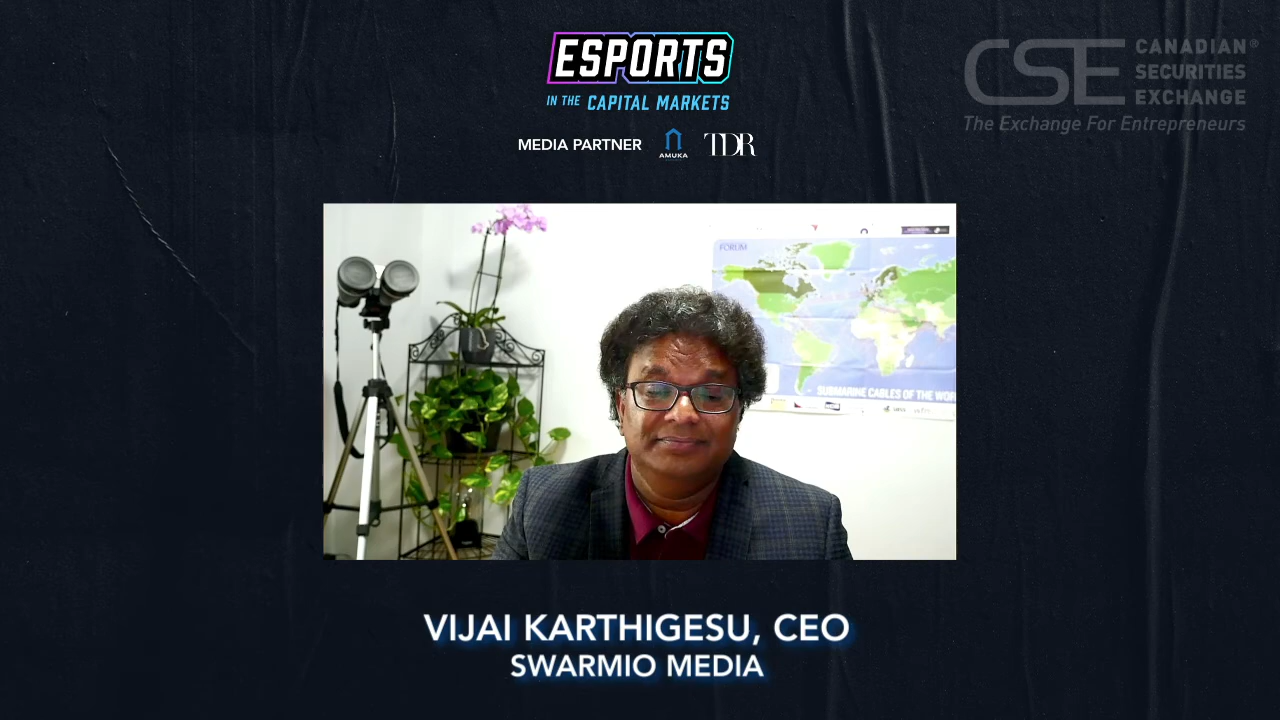 ESPORTS
IN THE CAPITAL MARKETS
MEDIA PARTNER
AMUKA
TDR
CSE
CANADIAN®
SECURITIES
EXCHANGE
The Exchange For Entrepreneurs
FORUM
SUBMARINE CABLES OF THE WOR
VIJAI KARTHIGESU, CEO
SWARMIO MEDIA